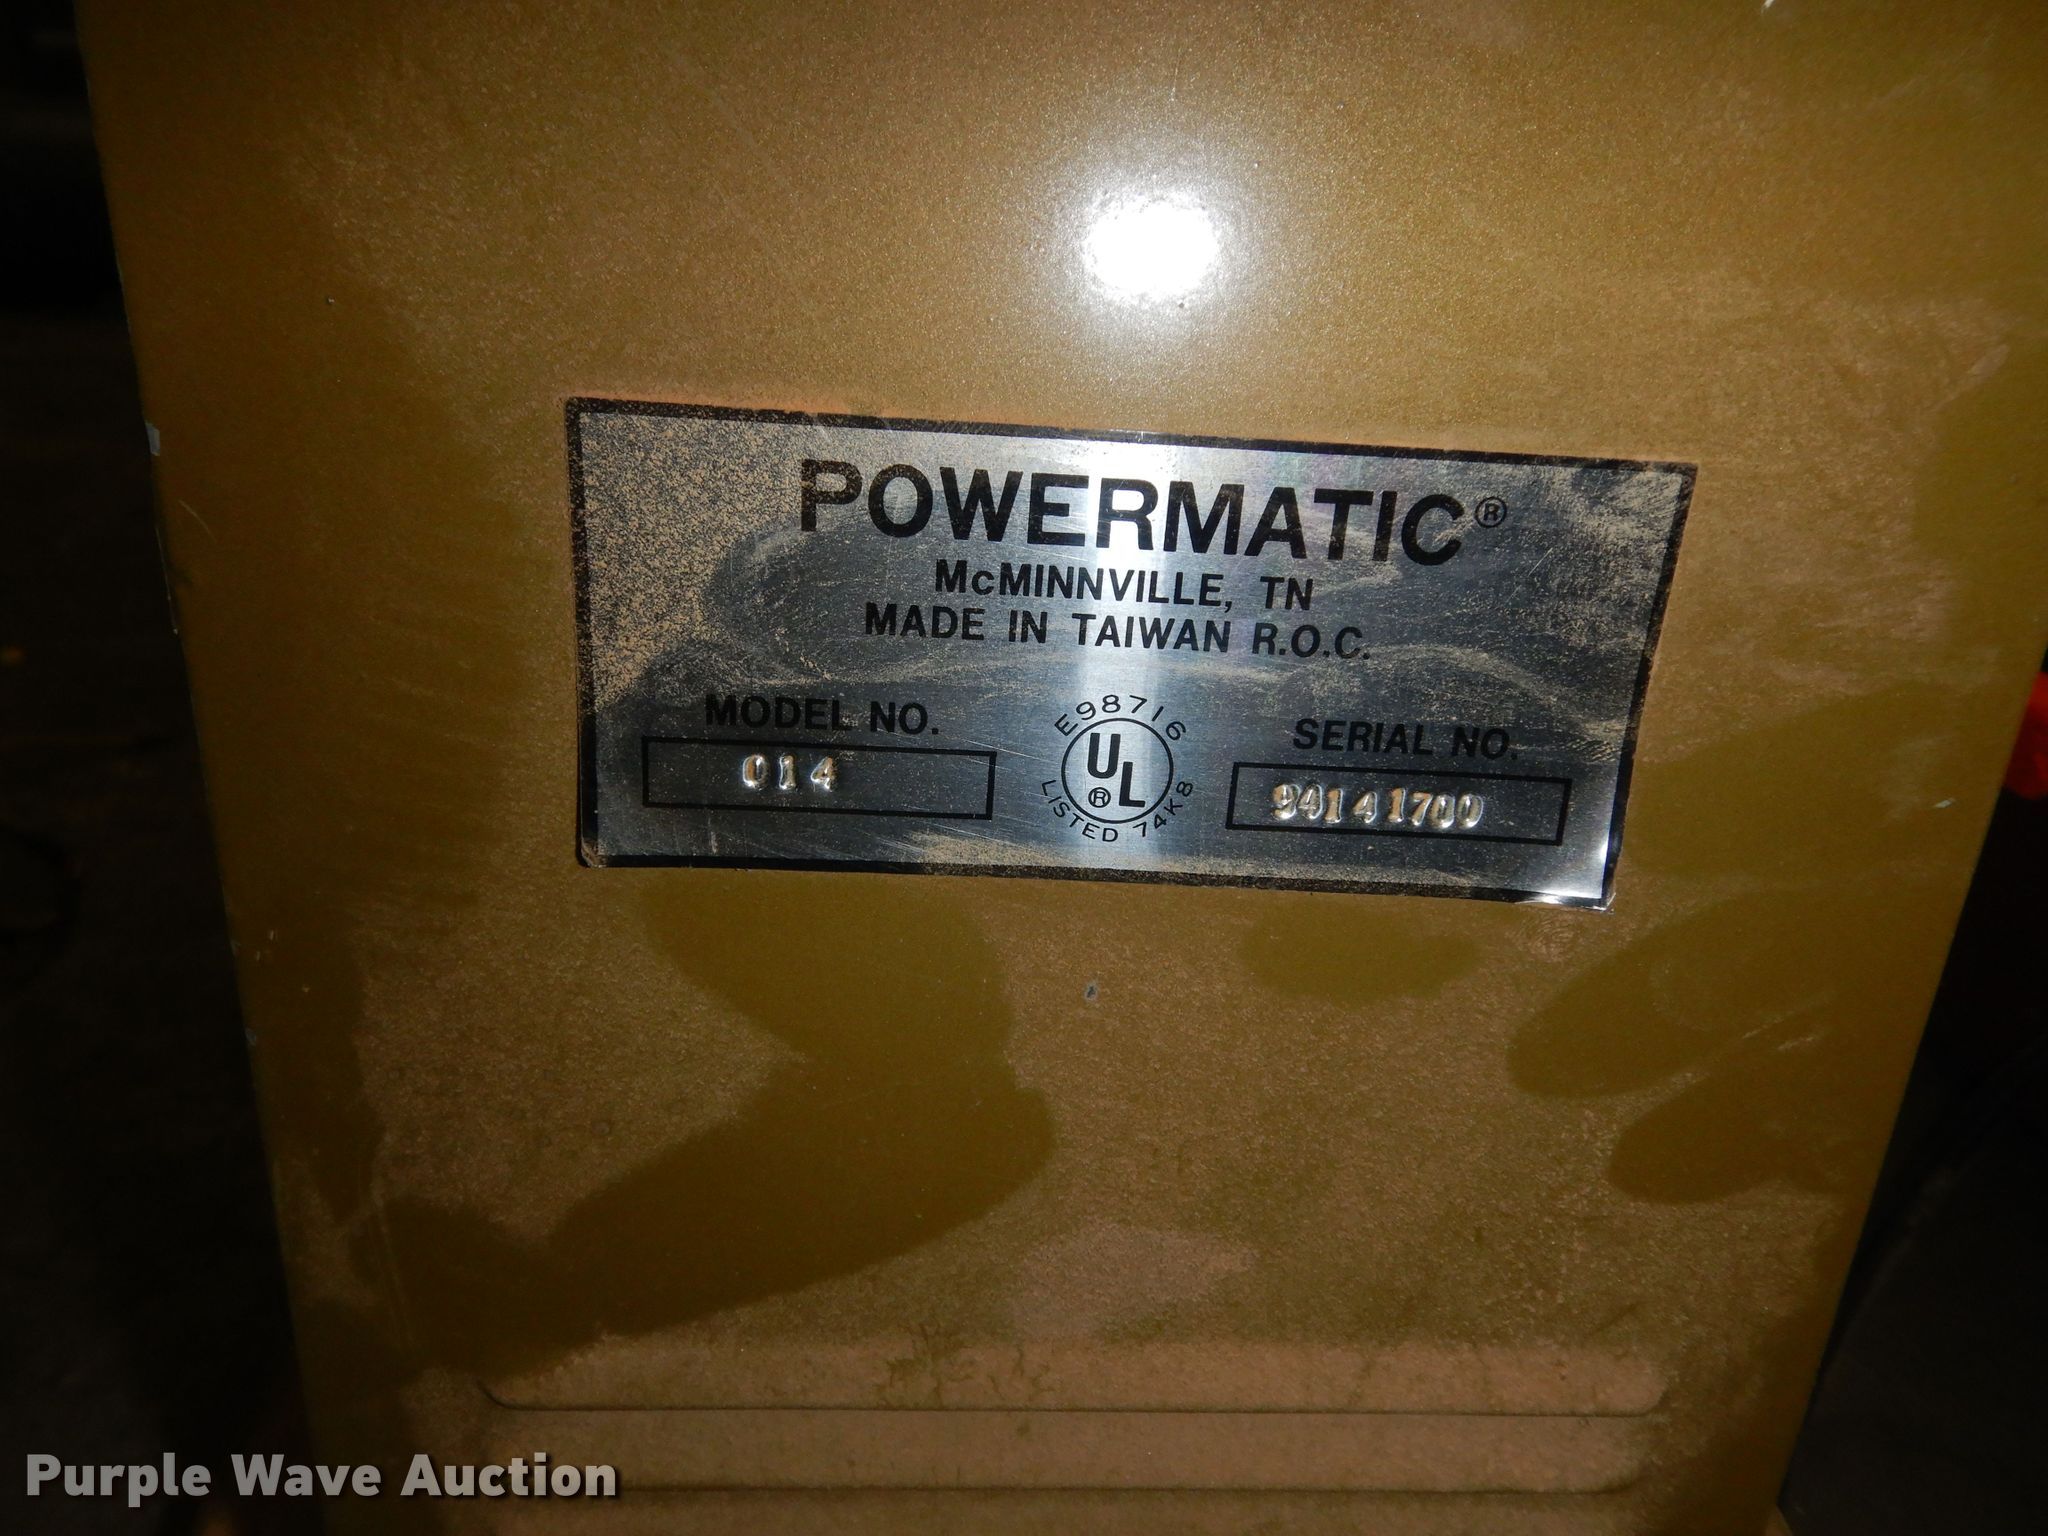 POWERMATIC®
McMINNVILLE, TN
MADE IN TAIWAN R.O.C.
MODEL NO.
014
E98716
UL®
LISTED 74K8
SERIAL NO.
94141700
Purple Wave Auction